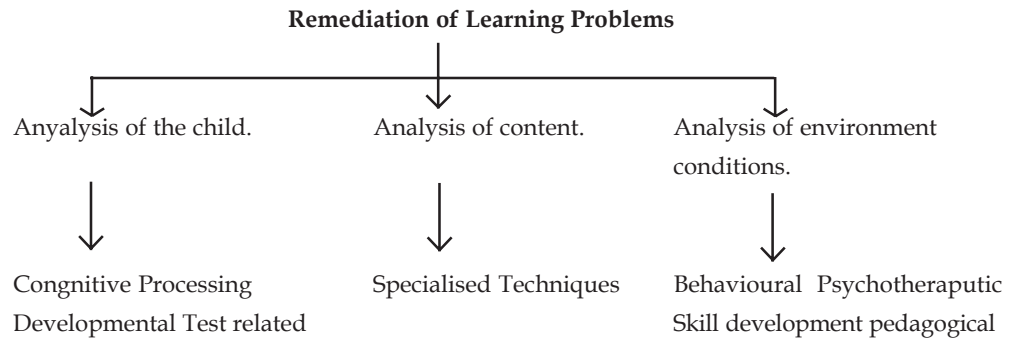 Remediation of Learning Problems
Anyalysis of the child.
Analysis of content.
Analysis of environment
conditions.
Congnitive Processing
Developmental Test related
Specialised Techniques
Behavioural Psychotheraputic
Skill development pedagogical